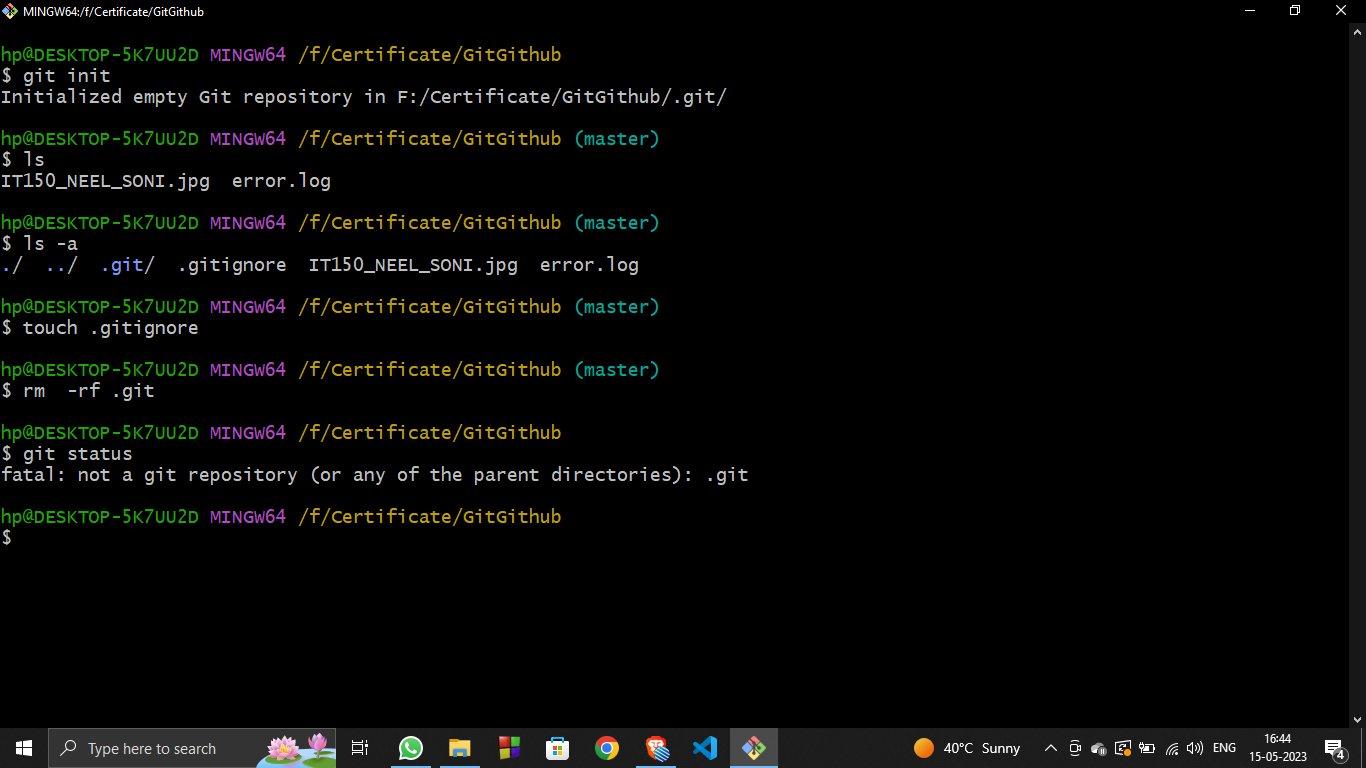 MINGW64:/f/Certificate/GitGithub
hp@DESKTOP-5K7UU2D MINGW64 /f/Certificate/GitGithub
$ git init
Initialized empty Git repository in F:/Certificate/GitGithub/.git/
hp@DESKTOP-5K7UU2D MINGW64 /f/Certificate/GitGithub (master)
$ ls
IT150_NEEL_SONI.jpg  error.log
hp@DESKTOP-5K7UU2D MINGW64 /f/Certificate/GitGithub (master)
$ ls -a
./  ../  .git/  .gitignore  IT150_NEEL_SONI.jpg  error.log
hp@DESKTOP-5K7UU2D MINGW64 /f/Certificate/GitGithub (master)
$ touch .gitignore
hp@DESKTOP-5K7UU2D MINGW64 /f/Certificate/GitGithub (master)
$ rm  -rf .git
hp@DESKTOP-5K7UU2D MINGW64 /f/Certificate/GitGithub
$ git status
fatal: not a git repository (or any of the parent directories): .git
hp@DESKTOP-5K7UU2D MINGW64 /f/Certificate/GitGithub
$
Type here to search
40°C Sunny
ENG
16:44
15-05-2023
4